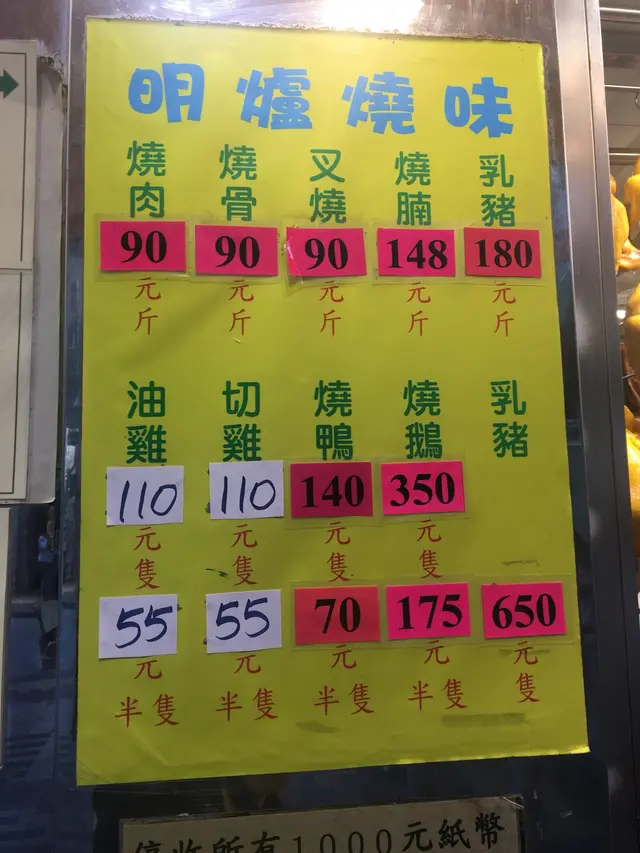 明爐燒味
燒肉 燒骨 叉燒 燒腩 乳豬
90 90 90 148 180
元斤 元斤 元斤 元斤 元斤
油雞 切雞 燒鴨 燒鵝 乳豬
110 110 140 350
元隻 元隻 元隻 元隻
55 55 70 175 650
元半隻 元半隻 元半隻 元半隻 元隻
停收所有1000元紙幣